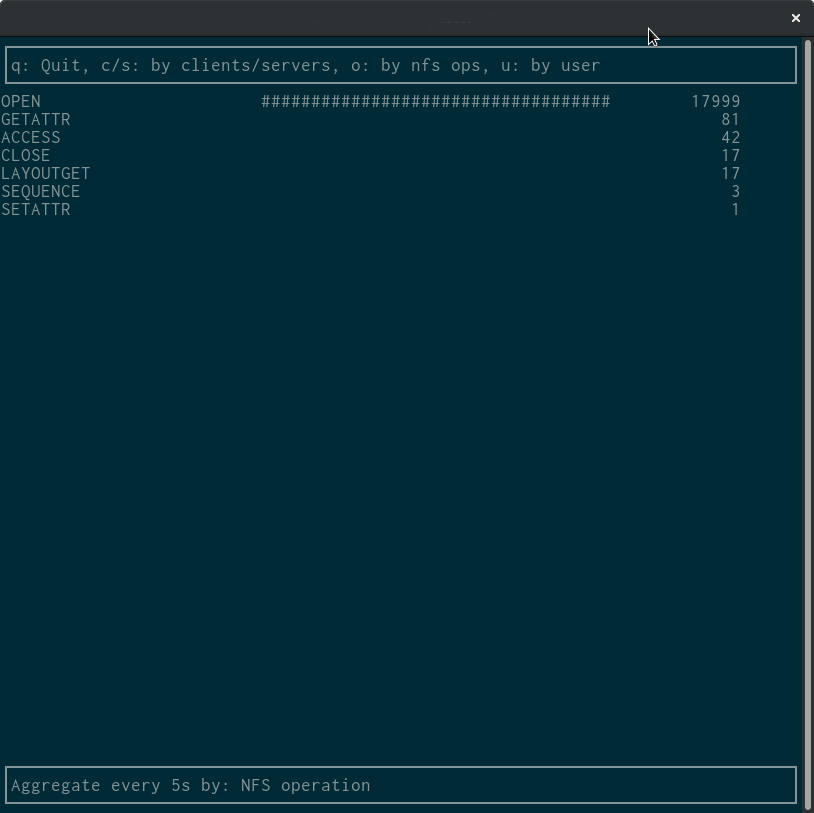 q: Quit, c/s: by clients/servers, o: by nfs ops, u: by user
OPEN ################################### 17999
GETATTR 81
ACCESS 42
CLOSE 17
LAYOUTGET 17
SEQUENCE 3
SETATTR 1
Aggregate every 5s by: NFS operation